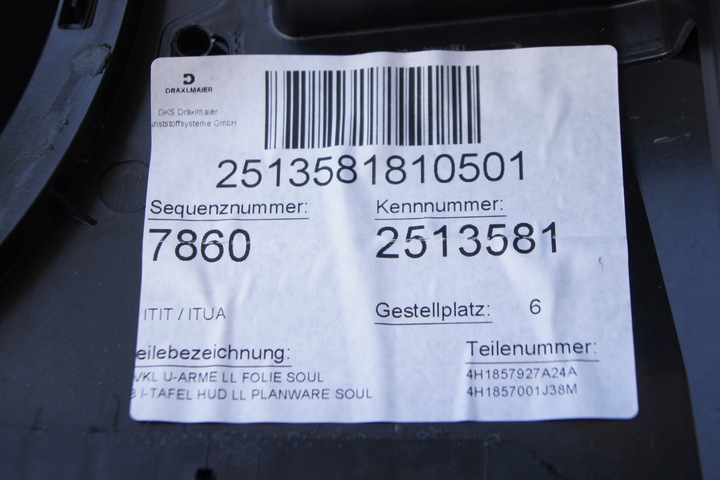 DRÄXLMAIER
DKS Dräxlmaier
unststoffsysteme GmbH
2513581810501
Sequenznummer: Kennnummer:
7860 2513581
ITIT / ITUA Gestellplatz: 6
eilebezeichnung: Teilenummer:
VKL U-ARME LL FOLIE SOUL 4H1857927A24A
I-TAFEL HUD LL PLANWARE SOUL 4H1857001J38M